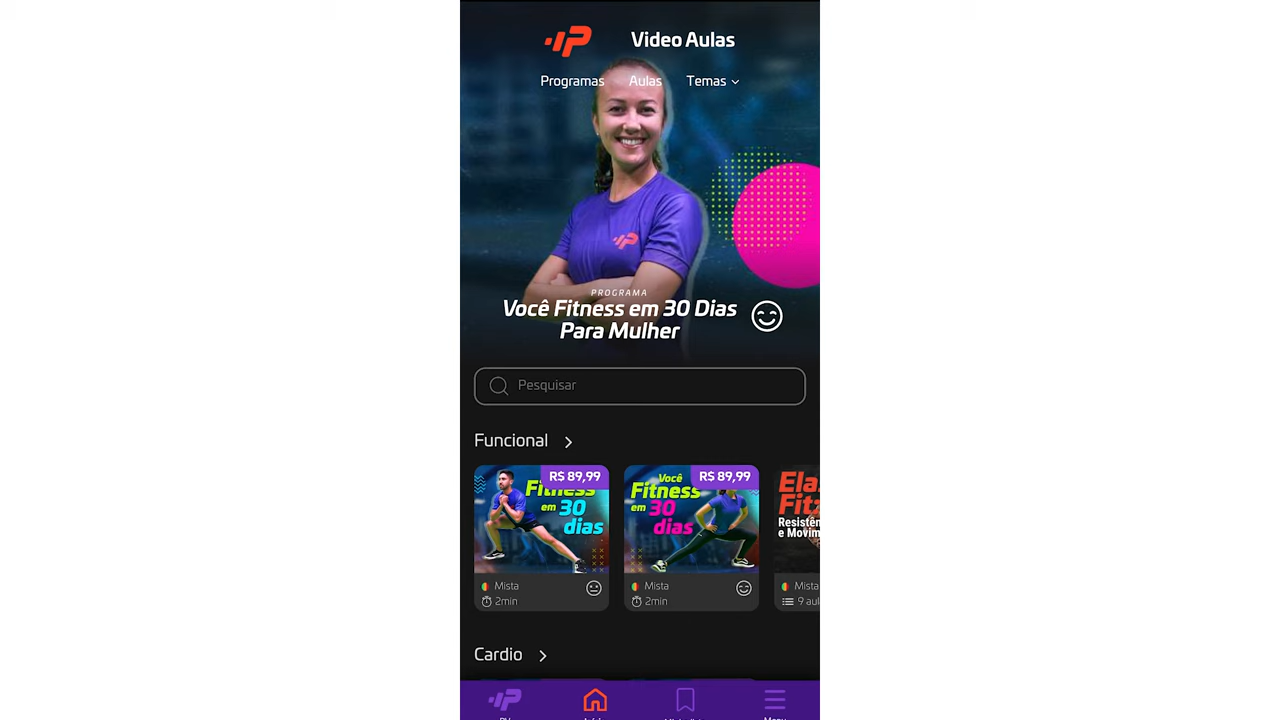 Video Aulas
Programas Aulas Temas
PROGRAMA
Você Fitness em 30 Dias
Para Mulher
Pesquisar
Funcional
R$ 89,99
Fitness
em 30
dias
Mista
2min
R$ 89,99
Você
Fitness
em 30
dias
Mista
2min
Mista
9
Cardio